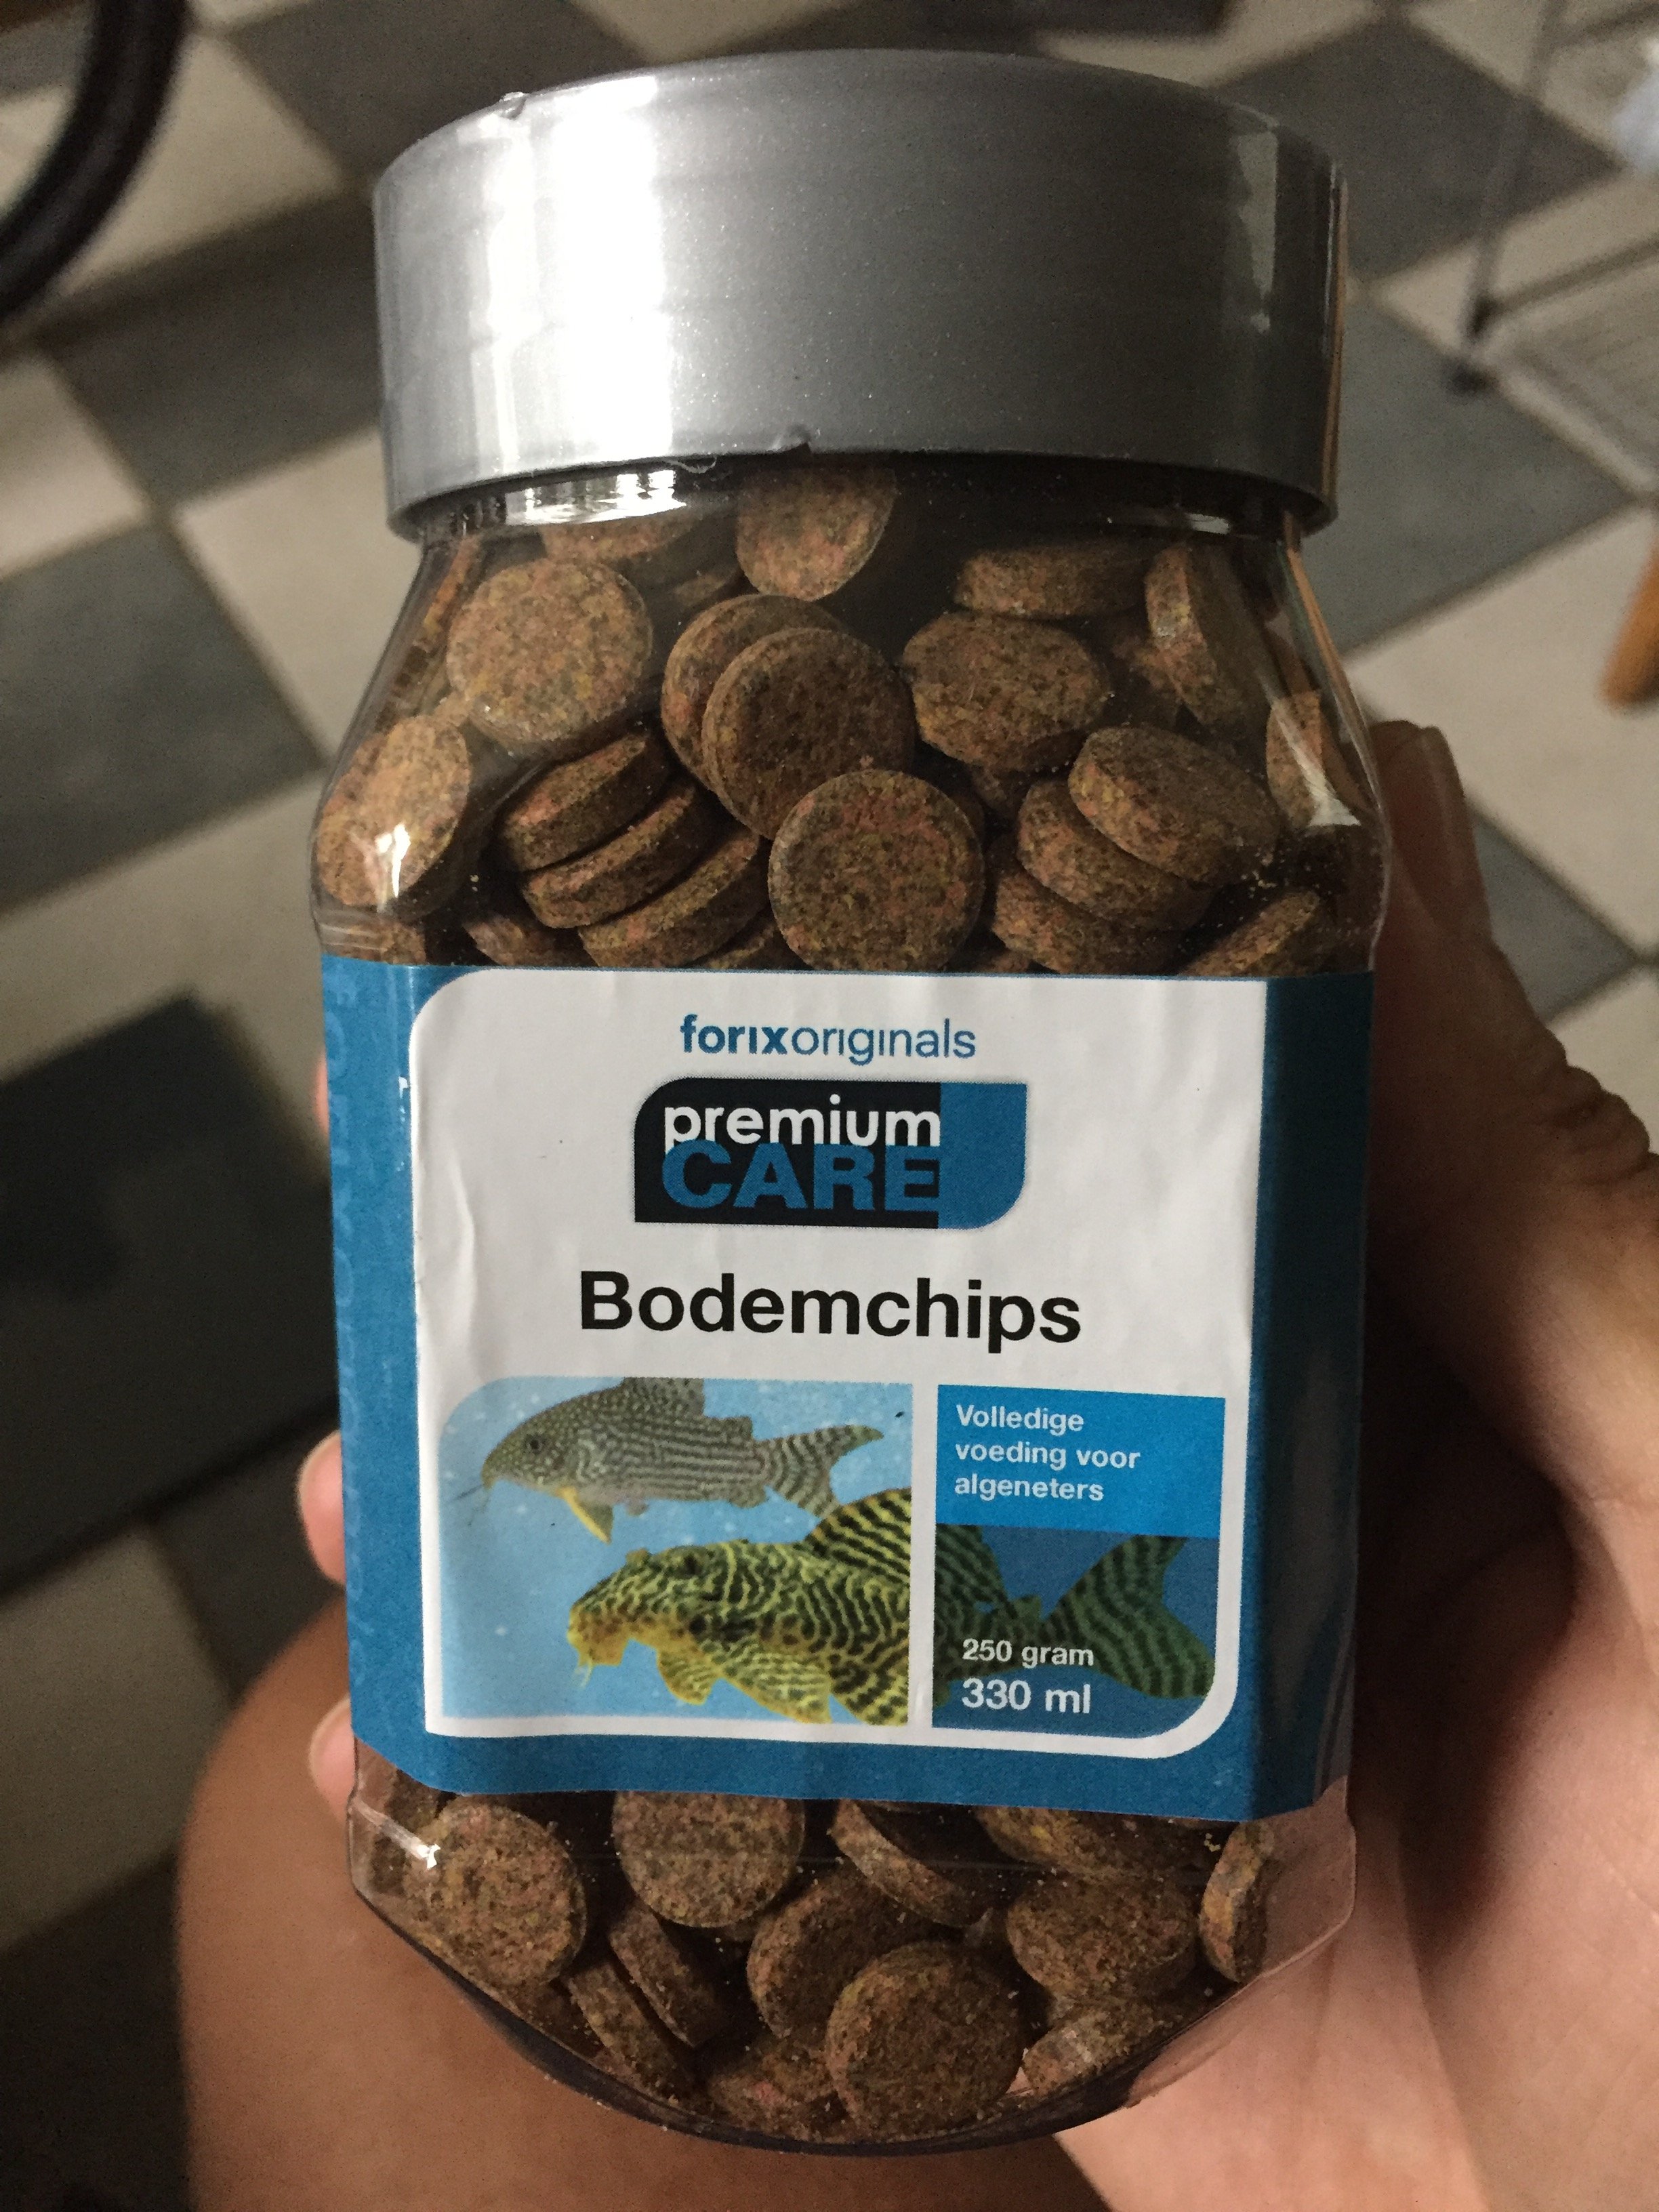 forixoriginals
premium
CARE
Bodemchips
Volledige
voeding voor
algeneters
250 gram
330 ml